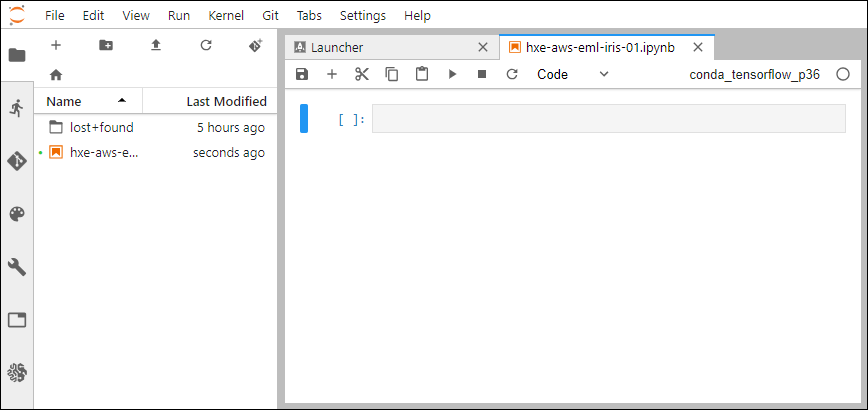 File Edit View Run Kernel Git Tabs Settings Help
Launcher
hxe-aws-eml-iris-01.ipynb
Code
conda_tensorflow_p36
Name Last Modified
lost+found 5 hours ago
hxe-aws-e... seconds ago
[ ]: